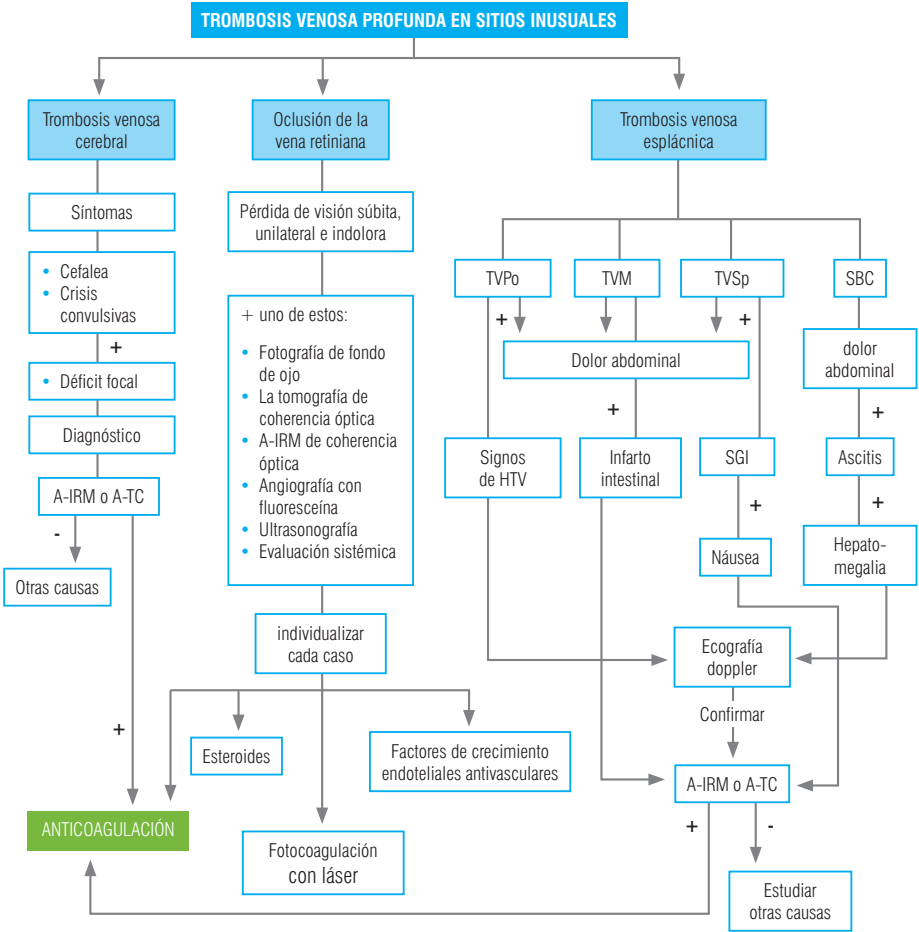 TROMBOSIS VENOSA PROFUNDA EN SITIOS INUSUALES
Trombosis venosa
cerebral
Síntomas
• Cefalea
• Crisis
convulsivas
+
• Déficit focal
Diagnóstico
A-IRM o A-TC
-
Otras causas
+
ANTICOAGULACIÓN
Oclusión de la
vena retiniana
Pérdida de visión súbita,
unilateral e indolora
+ uno de estos:
• Fotografía de fondo
de ojo
• La tomografía de
coherencia óptica
• A-IRM de coherencia
óptica
• Angiografía con
fluoresceína
• Ultrasonografía
• Evaluación sistémica
individualizar
cada caso
Esteroides
Factores de crecimiento
endoteliales antivasculares
Fotocoagulación
con láser
Trombosis venosa
esplácnica
TVPo
TVM
TVSp
SBC
+
+
Dolor abdominal
dolor
abdominal
+
+
Signos
de HTV
Infarto
intestinal
SGI
Ascitis
+
+
Náusea
Hepato-
megalia
Ecografía
doppler
Confirmar
A-IRM o A-TC
+
-
Estudiar
otras causas